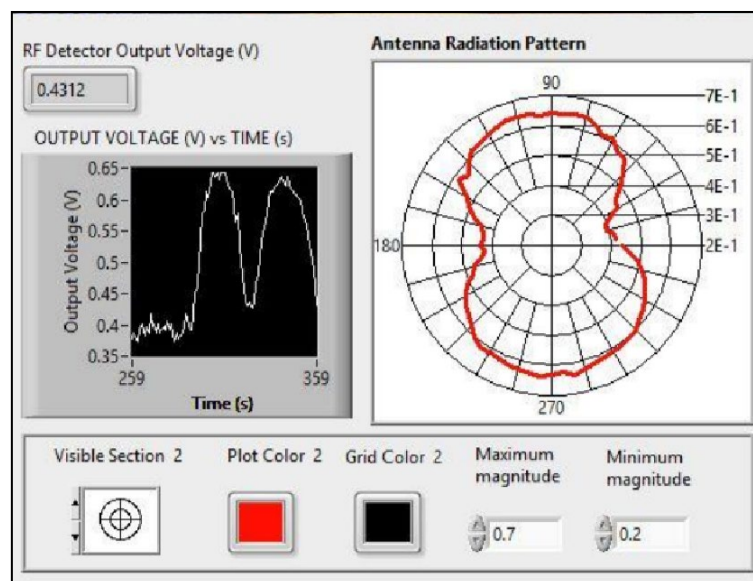 RF Detector Output Voltage (V)
0.4312
OUTPUT VOLTAGE (V) vs TIME (s)
0.65
0.6
0.55
0.5
0.45
0.4
0.35
Output Voltage (V)
259
359
Time (s)
Antenna Radiation Pattern
90
180
270
7E-1
6E-1
5E-1
4E-1
3E-1
2E-1
Visible Section 2
Plot Color 2
Grid Color 2
Maximum
magnitude
0.7
Minimum
magnitude
0.2